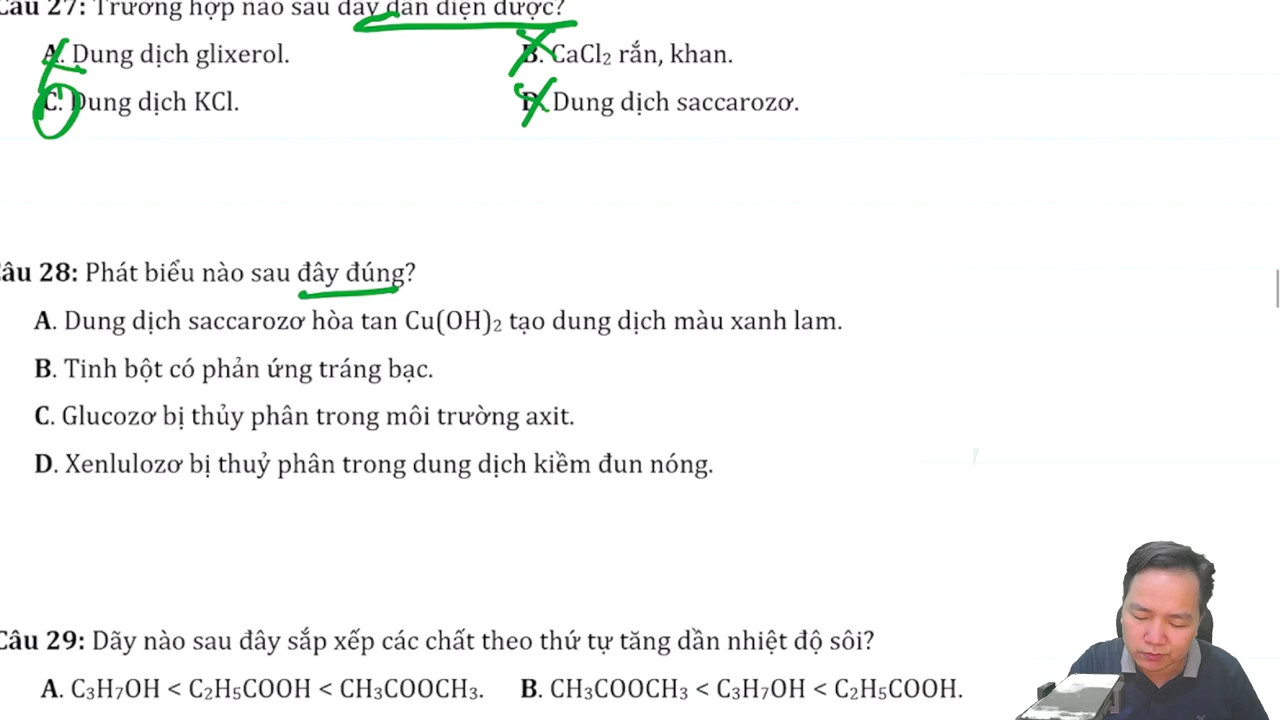 Câu 27: Trường hợp nào sau đây dẫn điện được?
A. Dung dịch glixerol. B. CaCl₂ rắn, khan.
C. Dung dịch KCl. D. Dung dịch saccarozơ.
Câu 28: Phát biểu nào sau đây đúng?
A. Dung dịch saccarozơ hòa tan Cu(OH)₂ tạo dung dịch màu xanh lam.
B. Tinh bột có phản ứng tráng bạc.
C. Glucozơ bị thủy phân trong môi trường axit.
D. Xenlulozơ bị thuỷ phân trong dung dịch kiềm đun nóng.
Câu 29: Dãy nào sau đây sắp xếp các chất theo thứ tự tăng dần nhiệt độ sôi?
A. C₃H₇OH < C₂H₅COOH < CH₃COOCH₃. B. CH₃COOCH₃ < C₃H₇OH < C₂H₅COOH.